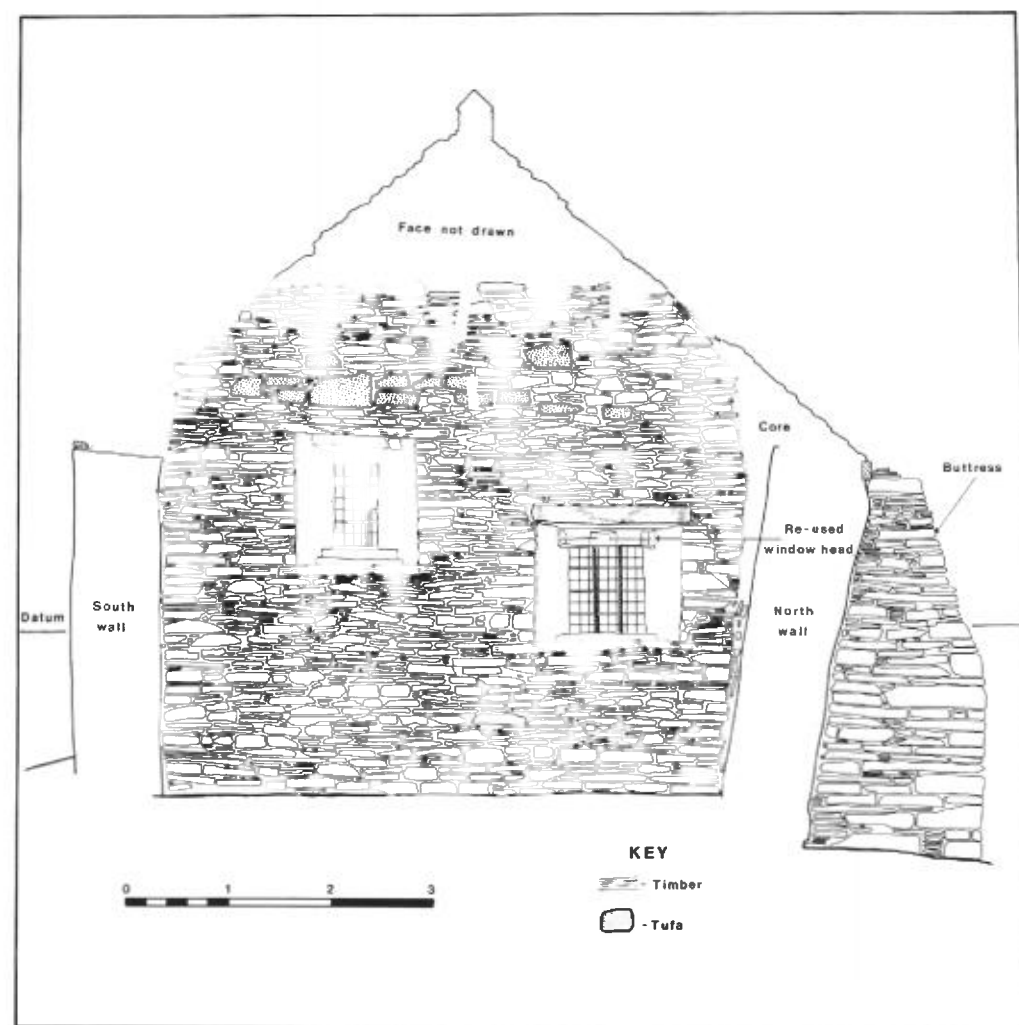 Face not drawn
Core
Buttress
Re-used
window head
Datum
South
wall
North
wall
KEY
- Timber
- Tufa
0 1 2 3